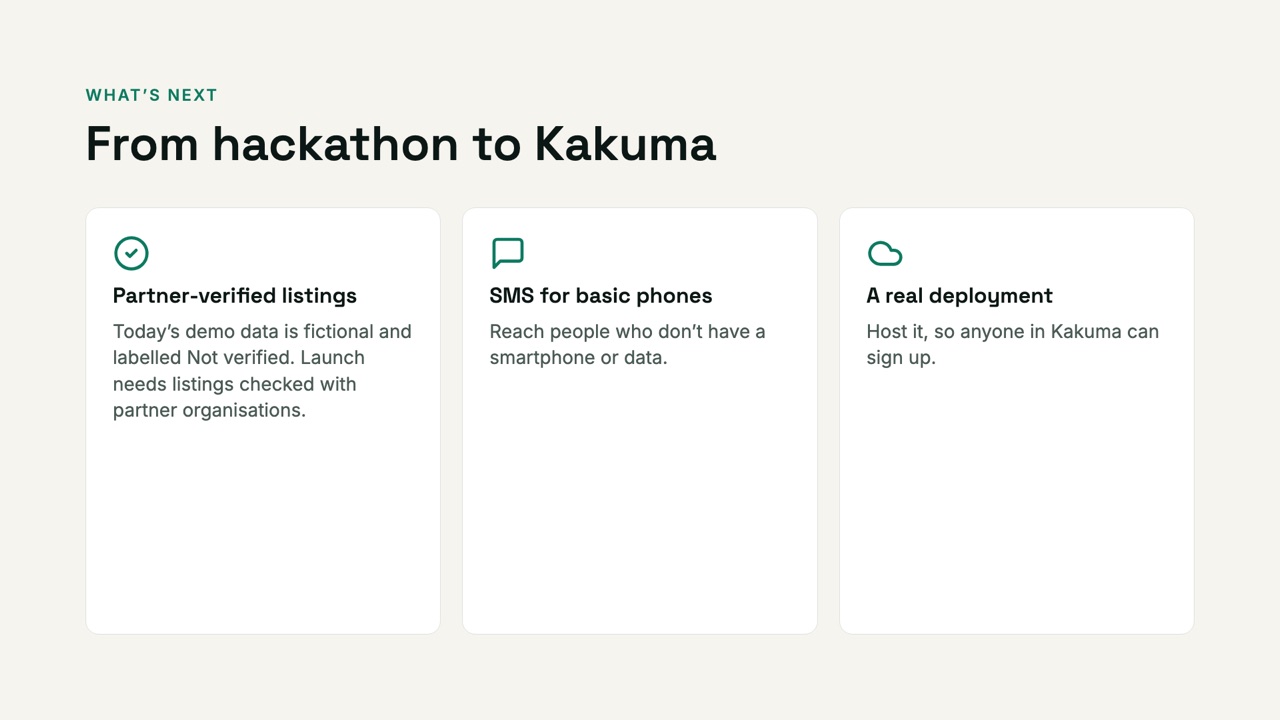 WHAT’S NEXT
From hackathon to Kakuma
Partner-verified listings
Today’s demo data is fictional and
labelled Not verified. Launch
needs listings checked with
partner organisations.
SMS for basic phones
Reach people who don’t have a
smartphone or data.
A real deployment
Host it, so anyone in Kakuma can
sign up.